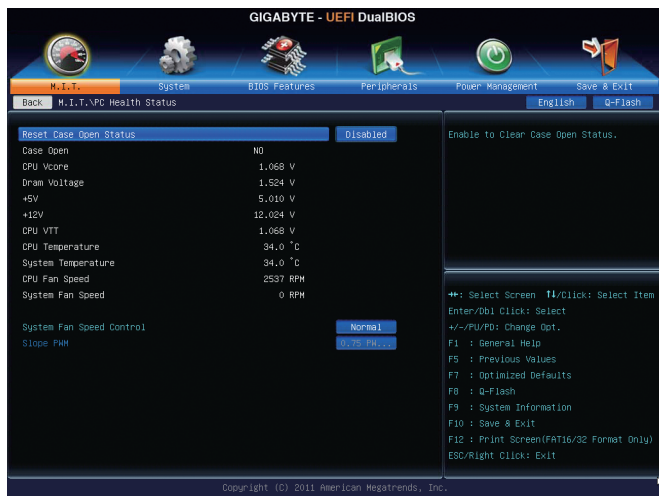 GIGABYTE - UEFI DualBIOS
M.I.T. System BIOS Features Peripherals Power Management Save & Exit
Back M.I.T.\PC Health Status English Q-Flash
Reset Case Open Status Disabled
Case Open NO
CPU Vcore 1.068 V
Dram Voltage 1.524 V
+5V 5.010 V
+12V 12.024 V
CPU VTT 1.068 V
CPU Temperature 34.0 °C
System Temperature 34.0 °C
CPU Fan Speed 2537 RPM
System Fan Speed 0 RPM
System Fan Speed Control Normal
Slope PWM 0.75 PW...
Enable to Clear Case Open Status.
↔: Select Screen ↑↓/Click: Select Item
Enter/Dbl Click: Select
+/-/PU/PD: Change Opt.
F1 : General Help
F5 : Previous Values
F7 : Optimized Defaults
F8 : Q-Flash
F9 : System Information
F10 : Save & Exit
F12 : Print Screen(FAT16/32 Format Only)
ESC/Right Click: Exit
Copyright (C) 2011 American Megatrends, Inc.